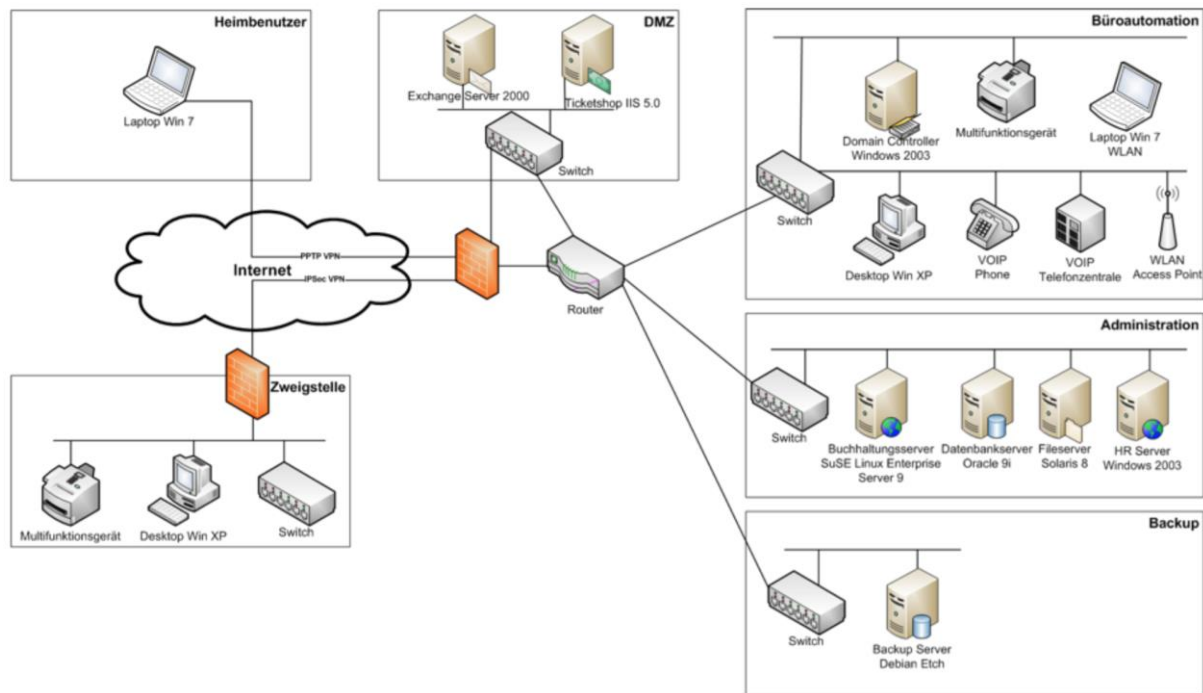 Heimbenutzer
Laptop Win 7
DMZ
Exchange Server 2000
Ticketshop IIS 5.0
Switch
Büroautomation
Domain Controller
Windows 2003
Multifunktionsgerät
Laptop Win 7
WLAN
Switch
Desktop Win XP
VOIP
Phone
VOIP
Telefonzentrale
WLAN
Access Point
Internet
PPTP VPN
IPSec VPN
Router
Zweigstelle
Multifunktionsgerät
Desktop Win XP
Switch
Administration
Switch
Buchhaltungsserver
SuSE Linux Enterprise
Server 9
Datenbankserver
Oracle 9i
Fileserver
Solaris 8
HR Server
Windows 2003
Backup
Switch
Backup Server
Debian Etch